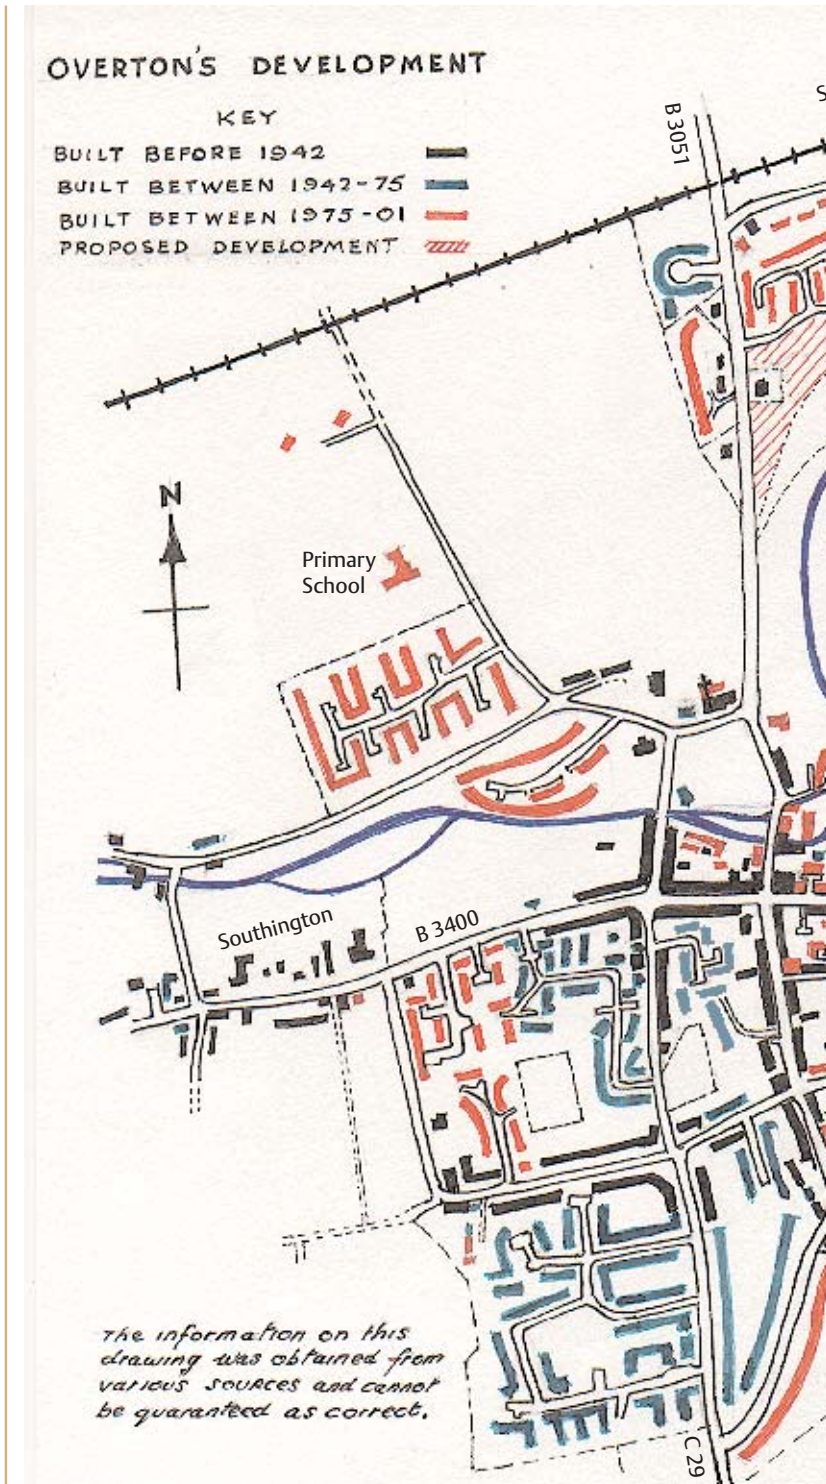 OVERTON'S DEVELOPMENT
KEY
BUILT BEFORE 1942
BUILT BETWEEN 1942-75
BUILT BETWEEN 1975-01
PROPOSED DEVELOPMENT
B 3051
S
N
Primary
School
Southington
B 3400
The information on this
drawing was obtained from
various sources and cannot
be guaranteed as correct.
C 29